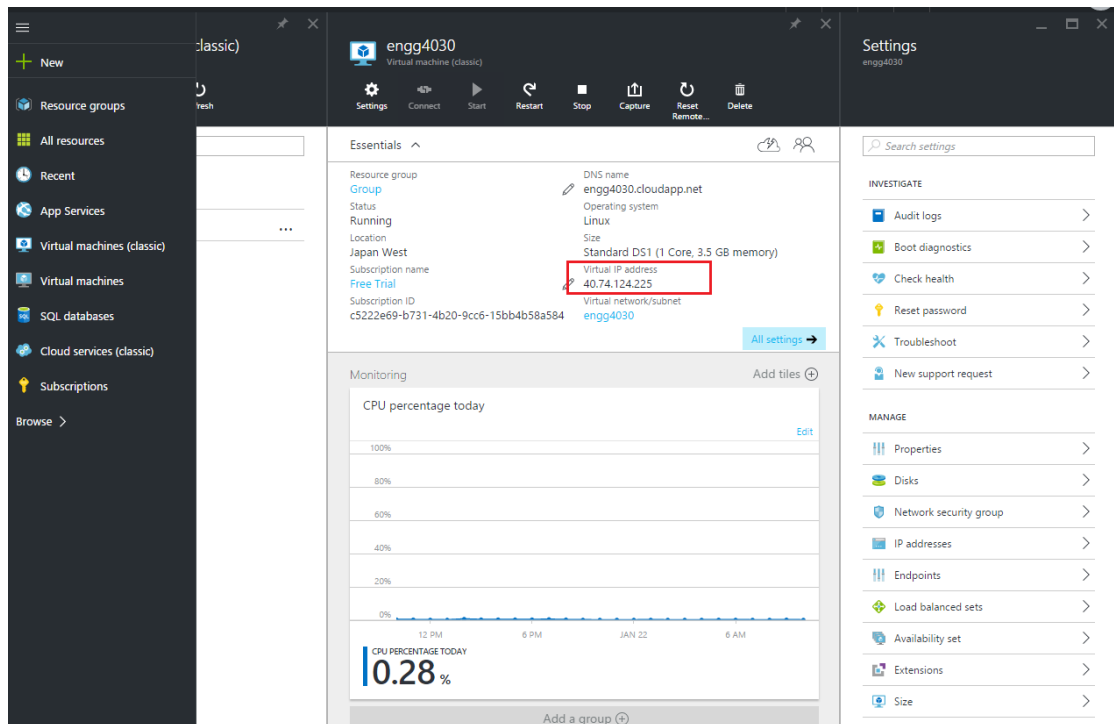 New
Resource groups
All resources
Recent
App Services
Virtual machines (classic)
Virtual machines
SQL databases
Cloud services (classic)
Subscriptions
Browse
classic)
fresh
engg4030
Virtual machine (classic)
Settings
Connect
Start
Restart
Stop
Capture
Reset
Remote...
Delete
Essentials
Resource group
Group
Status
Running
Location
Japan West
Subscription name
Free Trial
Subscription ID
c5222e69-b731-4b20-9cc6-15bb4b58a584
DNS name
engg4030.cloudapp.net
Operating system
Linux
Size
Standard DS1 (1 Core, 3.5 GB memory)
Virtual IP address
40.74.124.225
Virtual network/subnet
engg4030
All settings
Monitoring
Add tiles
CPU percentage today
Edit
100%
80%
60%
40%
20%
0%
12 PM
6 PM
JAN 22
6 AM
CPU PERCENTAGE TODAY
0.28 %
Add a group
Settings
engg4030
Search settings
INVESTIGATE
Audit logs
Boot diagnostics
Check health
Reset password
Troubleshoot
New support request
MANAGE
Properties
Disks
Network security group
IP addresses
Endpoints
Load balanced sets
Availability set
Extensions
Size